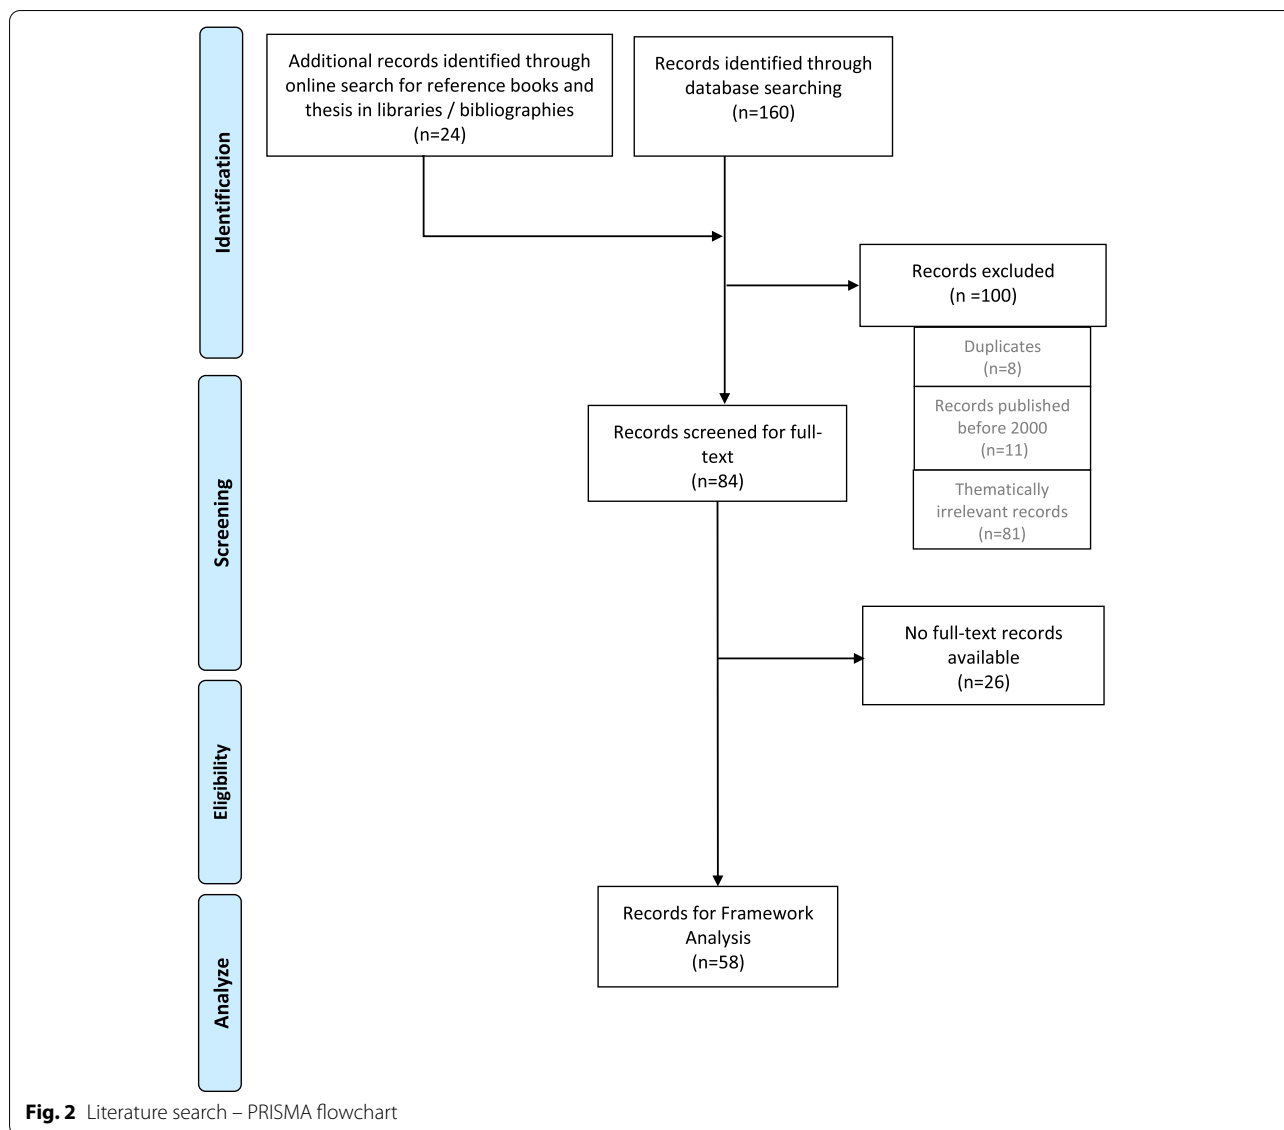 Identification
Additional records identified through
online search for reference books and
thesis in libraries / bibliographies
(n=24)
Records identified through
database searching
(n=160)
Records excluded
(n =100)
Duplicates
(n=8)
Records published
before 2000
(n=11)
Thematically
irrelevant records
(n=81)
Screening
Records screened for full-
text
(n=84)
No full-text records
available
(n=26)
Eligibility
Analyze
Records for Framework
Analysis
(n=58)
Fig. 2 Literature search – PRISMA flowchart